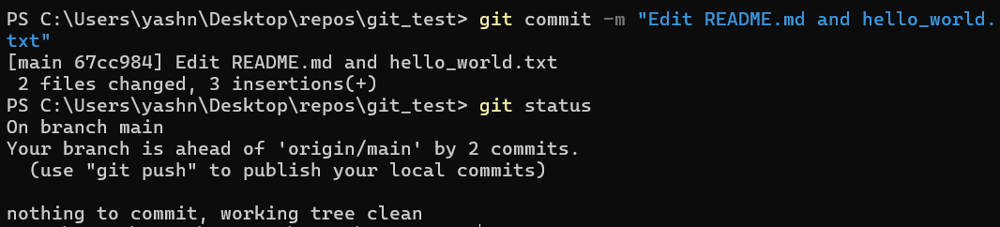 PS C:\Users\yashn\Desktop\repos\git_test> git commit -m "Edit README.md and hello_world.
txt"
[main 67cc984] Edit README.md and hello_world.txt
 2 files changed, 3 insertions(+)
PS C:\Users\yashn\Desktop\repos\git_test> git status
On branch main
Your branch is ahead of 'origin/main' by 2 commits.
  (use "git push" to publish your local commits)

nothing to commit, working tree clean